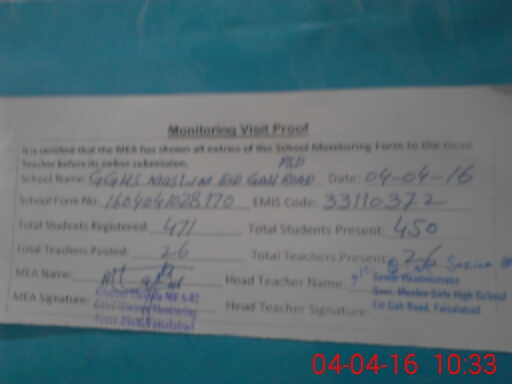 Monitoring Visit Proof
It is certified that the MEA has shown all entries of the School Monitoring Form to the Head
Teacher before its online submission. PSD
School Name: GGHS MUSLIM EID GAH ROAD Date: 04-04-16
School Form No: EMIS Code: 33110372
Total Students Registered: 471 Total Students Present: 450
Total Teachers Posted: 26 Total Teachers Present: 26
MEA Name: Head Teacher Name:
Senior Headmistress
MEA Signature: Govt. Muslim Girls High School
Head Teacher Signature Eid Gah Road, Faisalabad
04-04-16 10:33